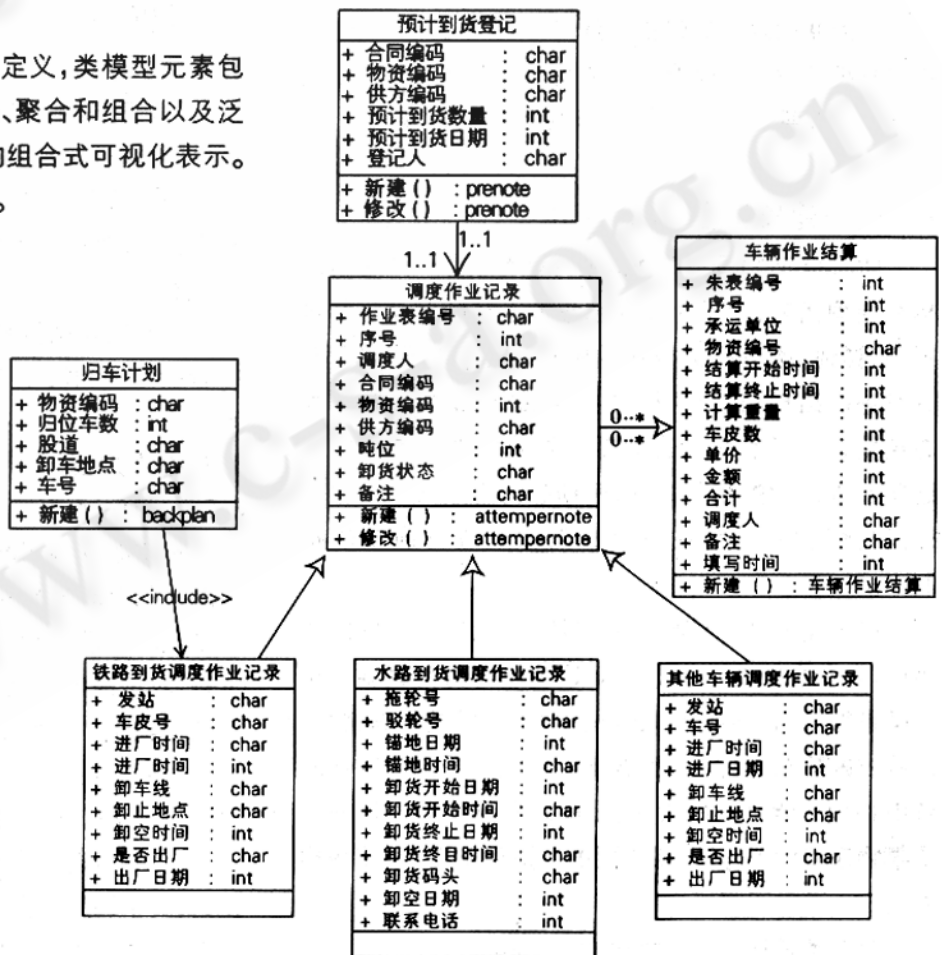 定义,类模型元素包
、聚合和组合以及泛
的组合式可视化表示。
。
预计到货登记
+ 合同编码 : char
+ 物资编码 : char
+ 供方编码 : char
+ 预计到货数量 : int
+ 预计到货日期 : int
+ 登记人 : char
+ 新建() : prenote
+ 修改() : prenote
1..1
1..1
调度作业记录
+ 作业表编号 : char
+ 序号 : int
+ 调度人 : char
+ 合同编码 : char
+ 物资编码 : int
+ 供方编码 : char
+ 吨位 : int
+ 卸货状态 : char
+ 备注 : char
+ 新建() : attempernote
+ 修改() : attempernote
0..*
0..*
车辆作业结算
+ 朱表编号 : int
+ 序号 : int
+ 承运单位 : int
+ 物资编号 : char
+ 结算开始时间 : int
+ 结算终止时间 : int
+ 计算重量 : int
+ 车皮数 : int
+ 单价 : int
+ 金额 : int
+ 合计 : int
+ 调度人 : char
+ 备注 : char
+ 填写时间 : int
+ 新建 () : 车辆作业结算
归车计划
+ 物资编码 : char
+ 归位车数 : int
+ 股道 : char
+ 卸车地点 : char
+ 车号 : char
+ 新建() : backplan
<<include>>
铁路到货调度作业记录
+ 发站 : char
+ 车皮号 : char
+ 进厂时间 : char
+ 进厂时间 : int
+ 卸车线 : char
+ 卸止地点 : char
+ 卸空时间 : int
+ 是否出厂 : char
+ 出厂日期 : int
水路到货调度作业记录
+ 拖轮号 : char
+ 驳轮号 : char
+ 锚地日期 : int
+ 锚地时间 : char
+ 卸货开始日期 : int
+ 卸货开始时间 : char
+ 卸货终止日期 : int
+ 卸货终目时间 : char
+ 卸货码头 : char
+ 卸空日期 : int
+ 联系电话 : int
其他车辆调度作业记录
+ 发站 : char
+ 车号 : char
+ 进厂时间 : char
+ 进厂日期 : int
+ 卸车线 : char
+ 卸止地点 : char
+ 卸空时间 : int
+ 是否出厂 : char
+ 出厂日期 : int
www.c-s-a.org.cn